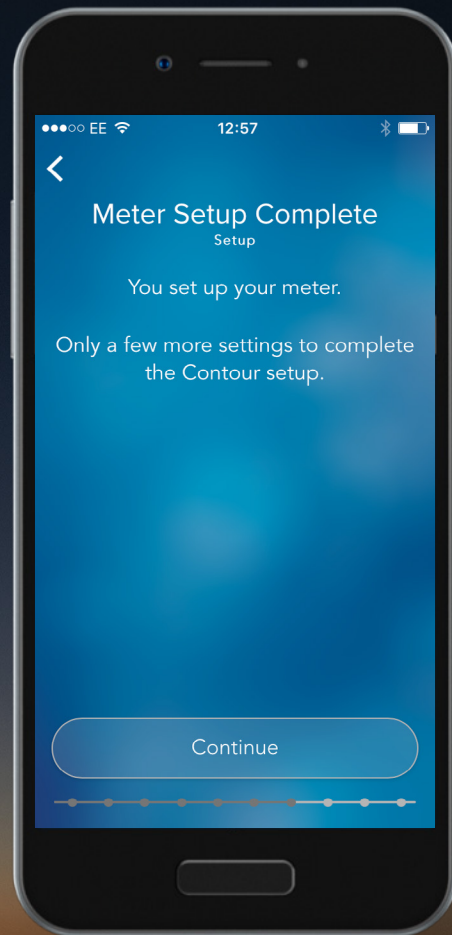 EE 12:57
Meter Setup Complete
Setup
You set up your meter.
Only a few more settings to complete
the Contour setup.
Continue